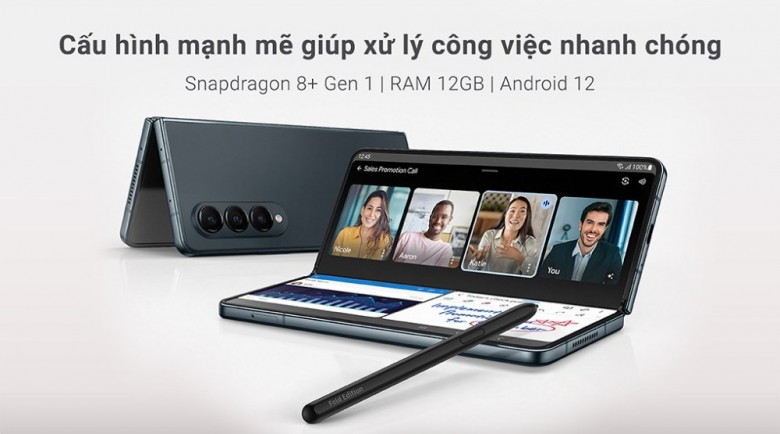 Cấu hình mạnh mẽ giúp xử lý công việc nhanh chóng
Snapdragon 8+ Gen 1 | RAM 12GB | Android 12
12:45
100%
Sales Promotion Call
Nicole
Aaron
Katie
You
Fold Edition